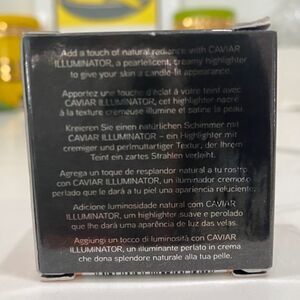 Add a touch of natural radiance with CAVIAR
ILLUMINATOR, a pearlescent, creamy highlighter
to give your skin a candle-fit appearance.
Apportez une touche d'éclat à votre teint avec
CAVIAR ILLUMINATOR, cet highlighter nacré
à la texture crémeuse illumine et satine la peau
Kreieren Sie einen natürlichen Schimmer mit
CAVIAR ILLUMINATOR – ein Highlighter mit
cremiger und perlmuttartiger Textur, der Ihrem
Teint ein zartes Strahlen verleiht.
Agrega un toque de resplandor natural a tu rostro
con CAVIAR ILLUMINATOR, un iluminador cremoso
perlado que le dará a tu piel una apariencia reluciente.
Adicione luminosidade natural com CAVIAR
ILLUMINATOR, um highlighter suave e perolado
que lhe dará uma aparência de luz das velas.
Aggiungi un tocco di luminosità con CAVIAR
ILLUMINATOR, un illuminante perlato in crema
che dona splendore naturale alla tue pelle.